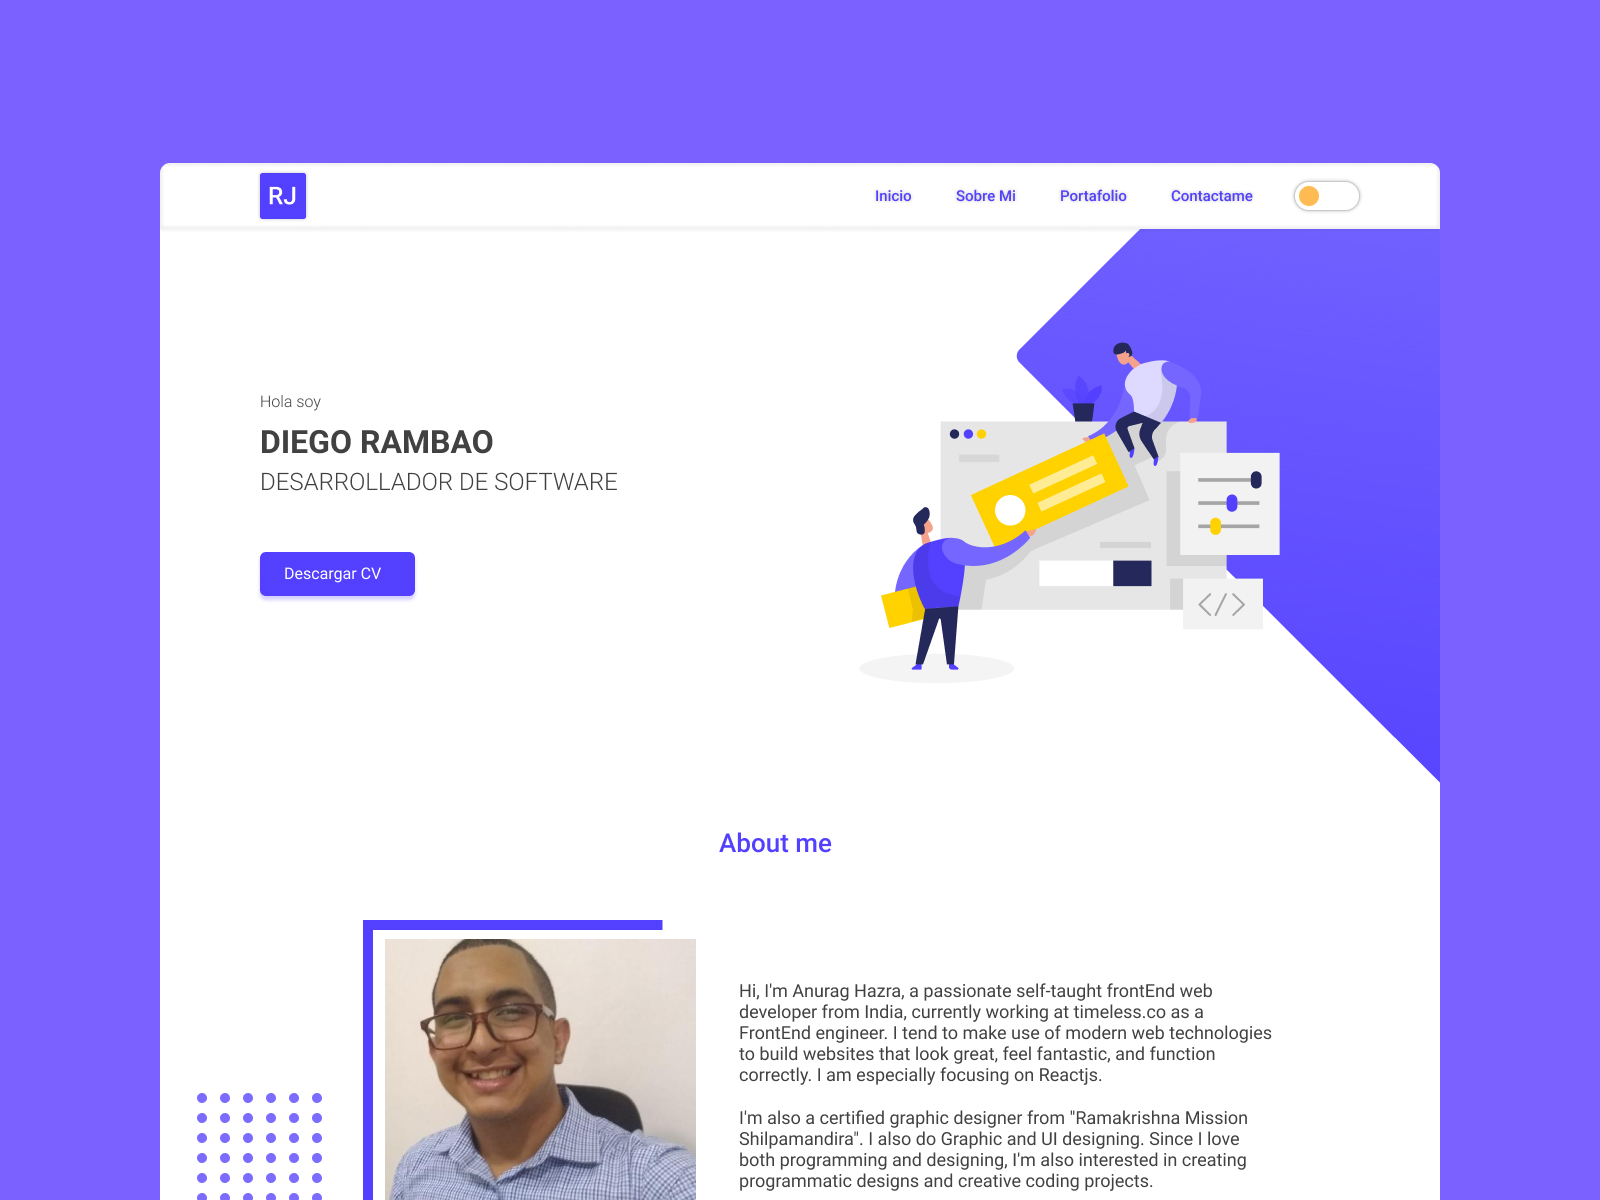 RJ
Inicio
Sobre Mi
Portafolio
Contactame
Hola soy
DIEGO RAMBAO
DESARROLLADOR DE SOFTWARE
Descargar CV
</>
About me
Hi, I'm Anurag Hazra, a passionate self-taught frontEnd web
developer from India, currently working at timeless.co as a
FrontEnd engineer. I tend to make use of modern web technologies
to build websites that look great, feel fantastic, and function
correctly. I am especially focusing on Reactjs.
I'm also a certified graphic designer from "Ramakrishna Mission
Shilpamandira". I also do Graphic and UI designing. Since I love
both programming and designing, I'm also interested in creating
programmatic designs and creative coding projects.